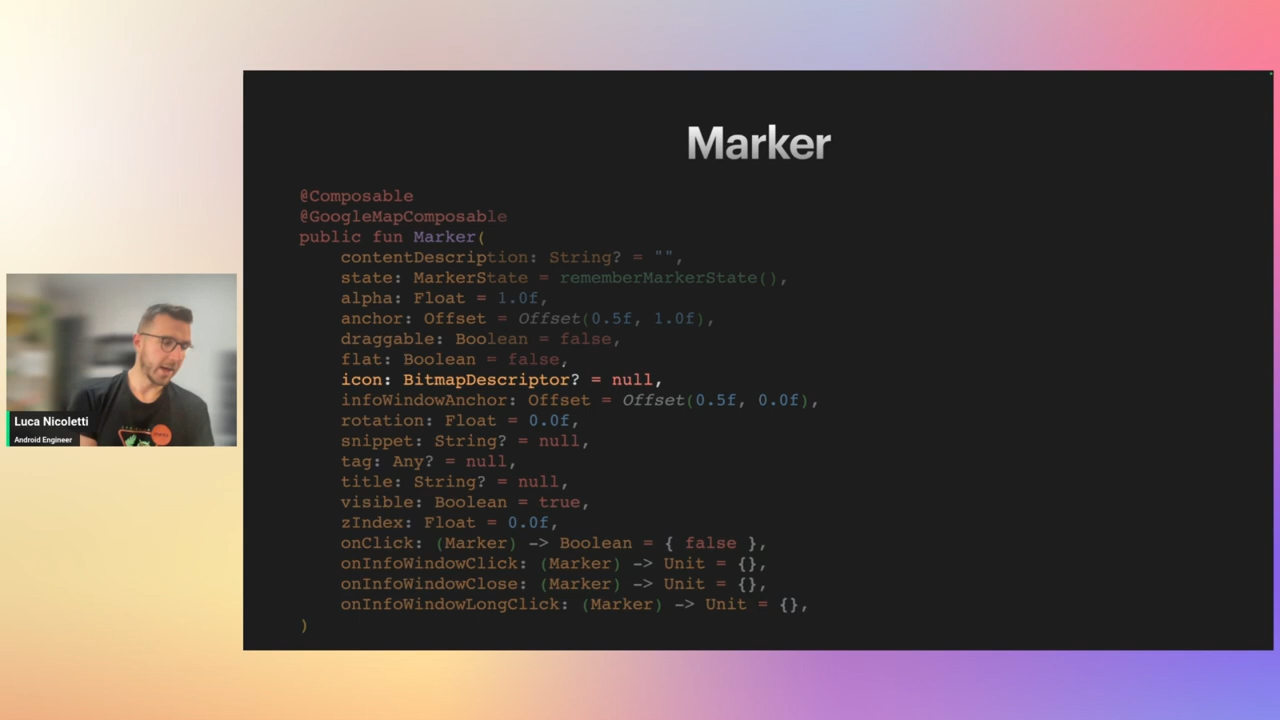 Marker
@Composable
@GoogleMapComposable
public fun Marker(
    contentDescription: String? = "",
    state: MarkerState = rememberMarkerState(),
    alpha: Float = 1.0f,
    anchor: Offset = Offset(0.5f, 1.0f),
    draggable: Boolean = false,
    flat: Boolean = false,
    icon: BitmapDescriptor? = null,
    infoWindowAnchor: Offset = Offset(0.5f, 0.0f),
    rotation: Float = 0.0f,
    snippet: String? = null,
    tag: Any? = null,
    title: String? = null,
    visible: Boolean = true,
    zIndex: Float = 0.0f,
    onClick: (Marker) -> Boolean = { false },
    onInfoWindowClick: (Marker) -> Unit = {},
    onInfoWindowClose: (Marker) -> Unit = {},
    onInfoWindowLongClick: (Marker) -> Unit = {},
)
Luca Nicoletti
Android Engineer